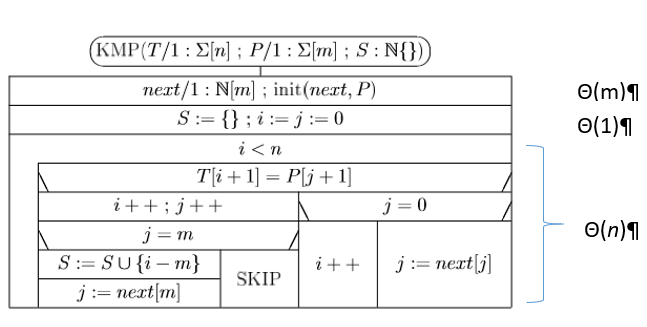 KMP(T/1 : Σ[n] ; P/1 : Σ[m] ; S : ℕ{})
next/1 : ℕ[m] ; init(next, P)
Θ(m)¶
S := {} ; i := j := 0
Θ(1)¶
i < n
T[i + 1] = P[j + 1]
i++ ; j++
j = 0
Θ(n)¶
j = m
S := S ∪ {i − m}
SKIP
i++
j := next[j]
j := next[m]